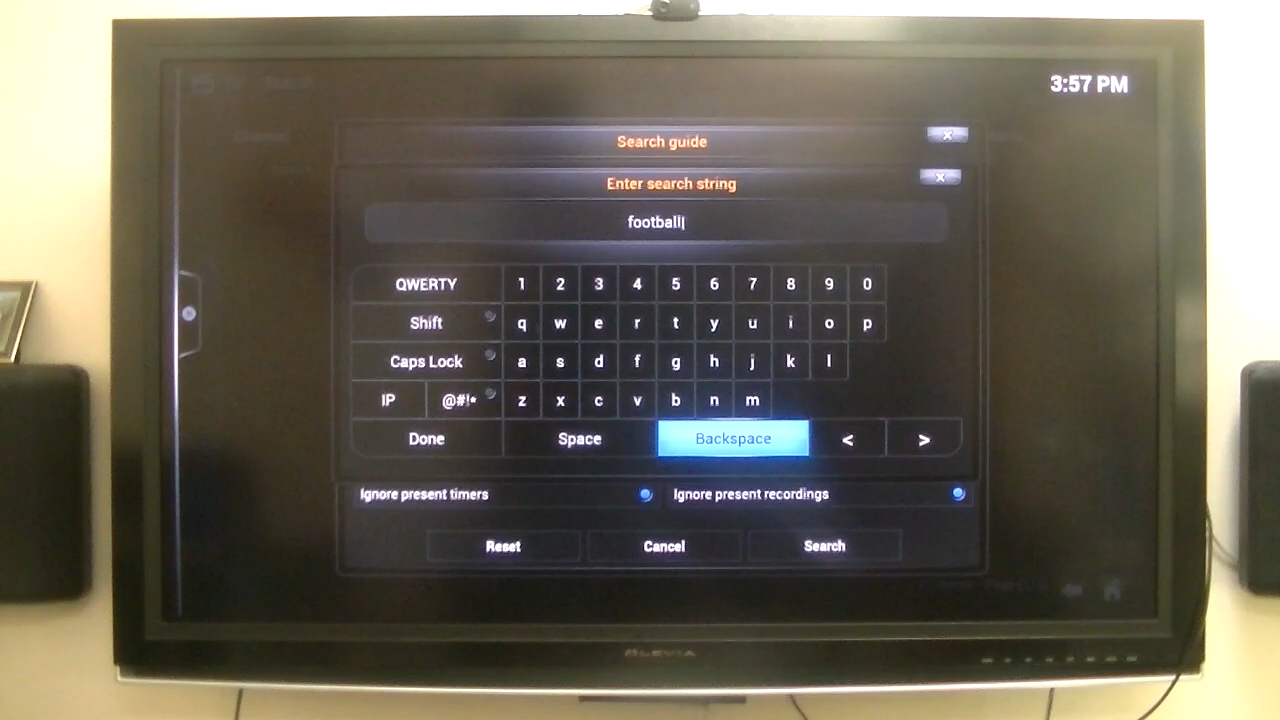 3:57 PM
Search guide x
Enter search string x
football
QWERTY 1 2 3 4 5 6 7 8 9 0
Shift q w e r t y u i o p
Caps Lock a s d f g h j k l
IP @#!* z x c v b n m
Done Space Backspace < >
Ignore present timers Ignore present recordings
Reset Cancel Search
OLEVIA